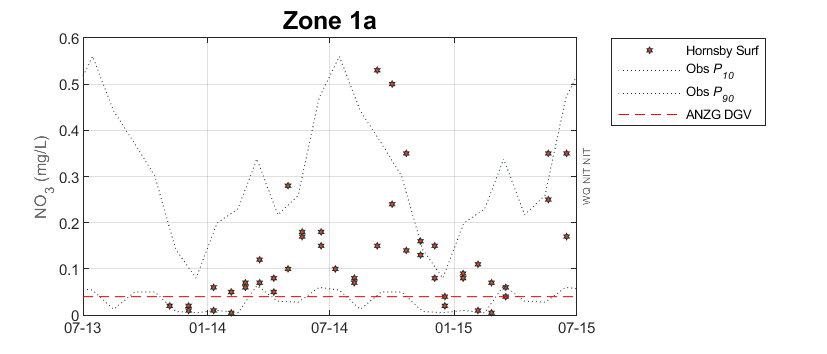 Zone 1a
0.6
0.5
0.4
0.3
0.2
0.1
0
NO3 (mg/L)
07-13
01-14
07-14
01-15
07-15
WQ NIT NIT
Hornsby Surf
Obs P10
Obs P90
ANZG DGV